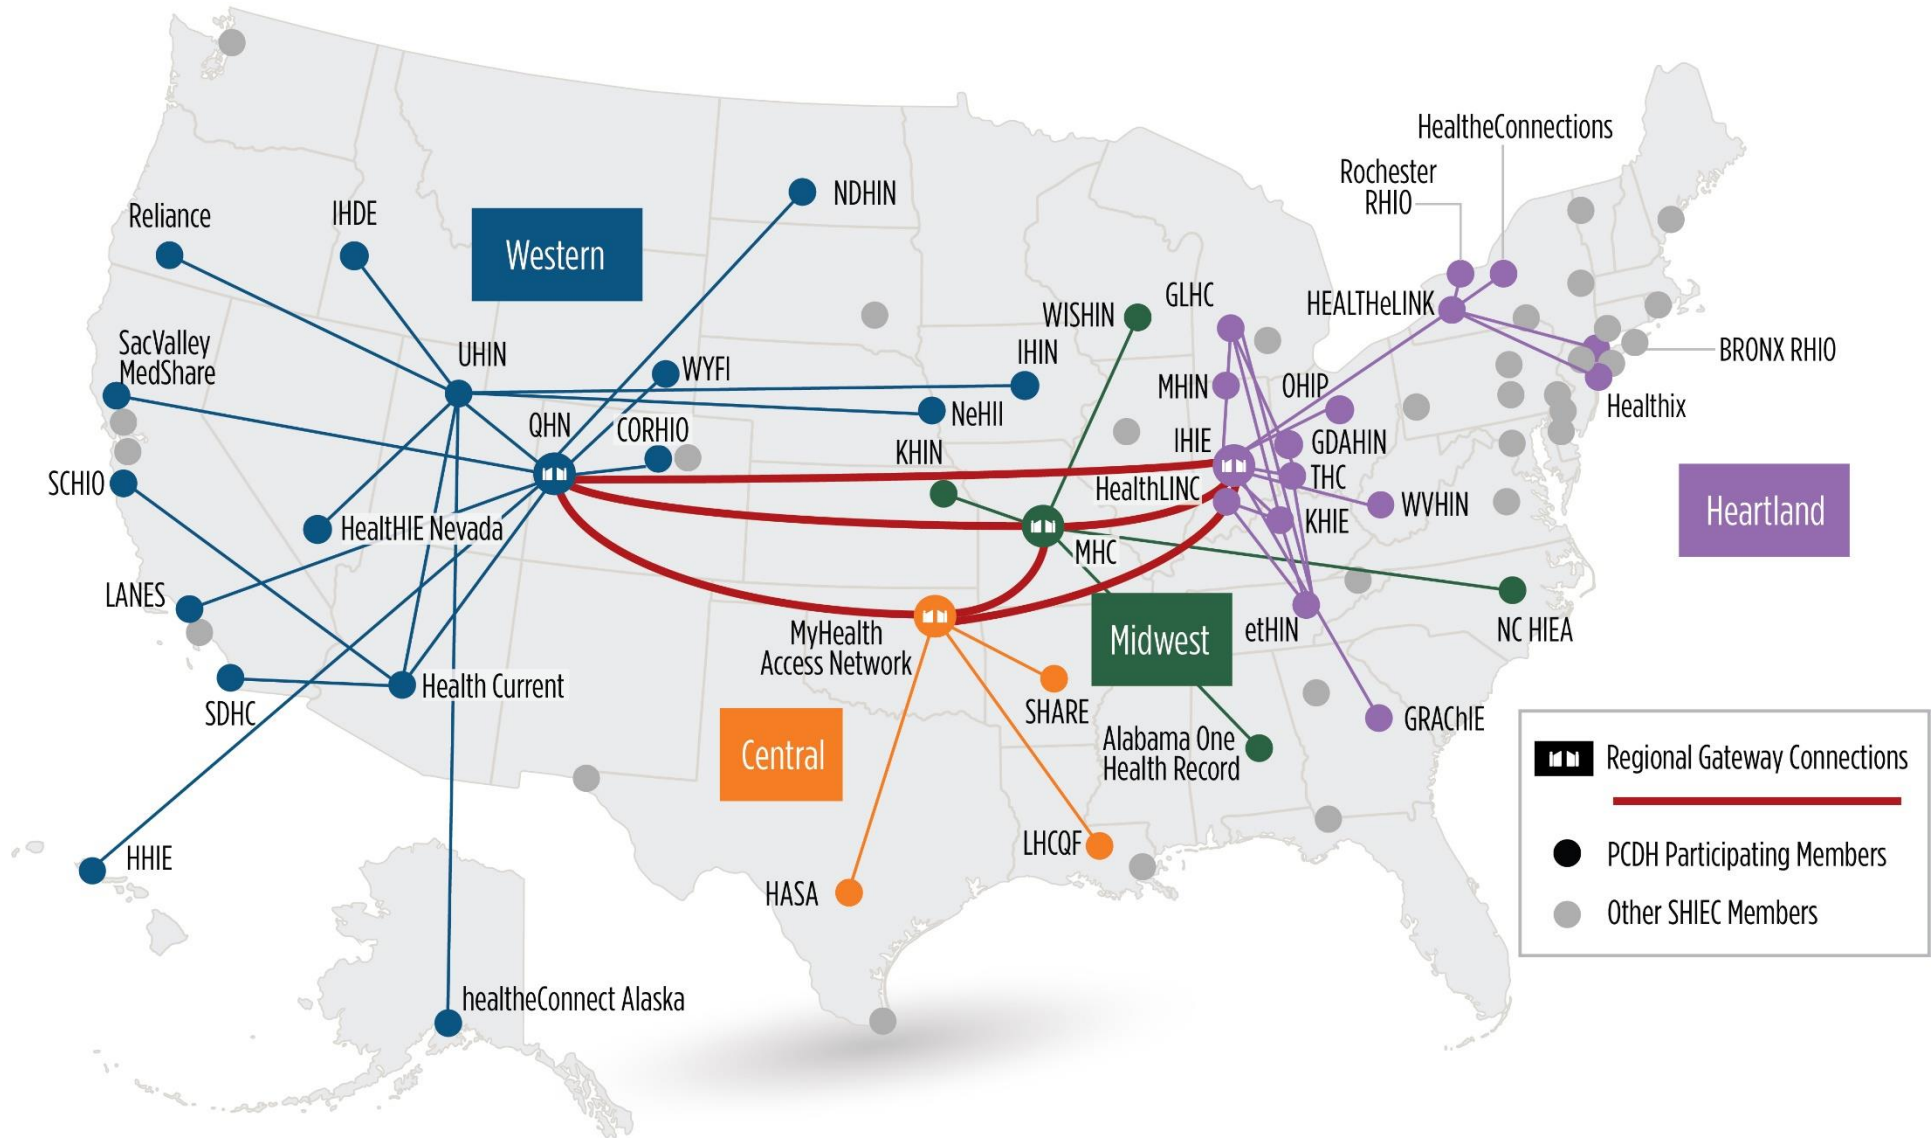 HealtheConnections
Rochester
RHIO
NDHIN
Reliance
IHDE
Western
HEALTHeLINK
GLHC
WISHIN
SacValley
MedShare
UHIN
WYFI
IHIN
BRONX RHIO
MHIN
OHIP
Healthix
NeHII
QHN
CORHIO
KHIN
IHIE
GDAHIN
THC
SCHIO
HealthLINC
WVHIN
Heartland
HealtHIE Nevada
KHIE
MHC
LANES
MyHealth
Access Network
Midwest
etHIN
NC HIEA
Health Current
SDHC
SHARE
GRAChIE
Central
Alabama One
Health Record
Regional Gateway Connections
LHCQF
HHIE
PCDH Participating Members
HASA
Other SHIEC Members
healtheConnect Alaska